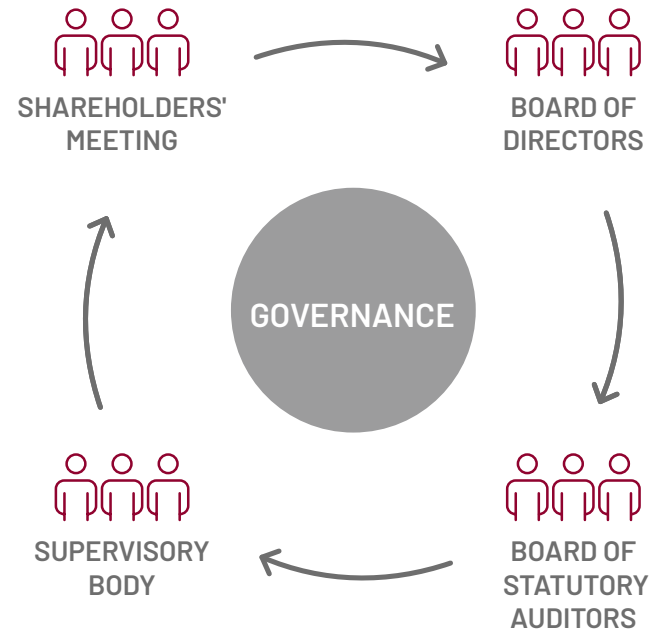 SHAREHOLDERS'
MEETING
BOARD OF
DIRECTORS
GOVERNANCE
SUPERVISORY
BODY
BOARD OF
STATUTORY
AUDITORS